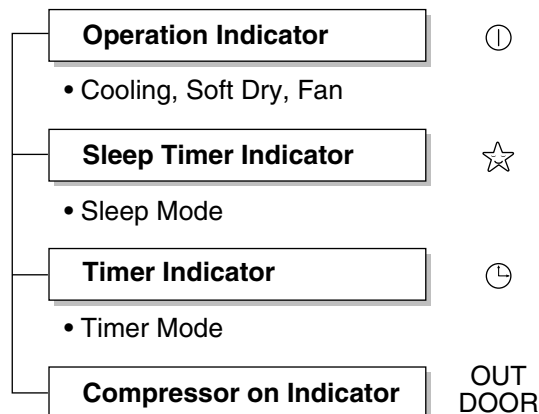 Operation Indicator
• Cooling, Soft Dry, Fan
Sleep Timer Indicator
• Sleep Mode
Timer Indicator
• Timer Mode
Compressor on Indicator
OUT
DOOR